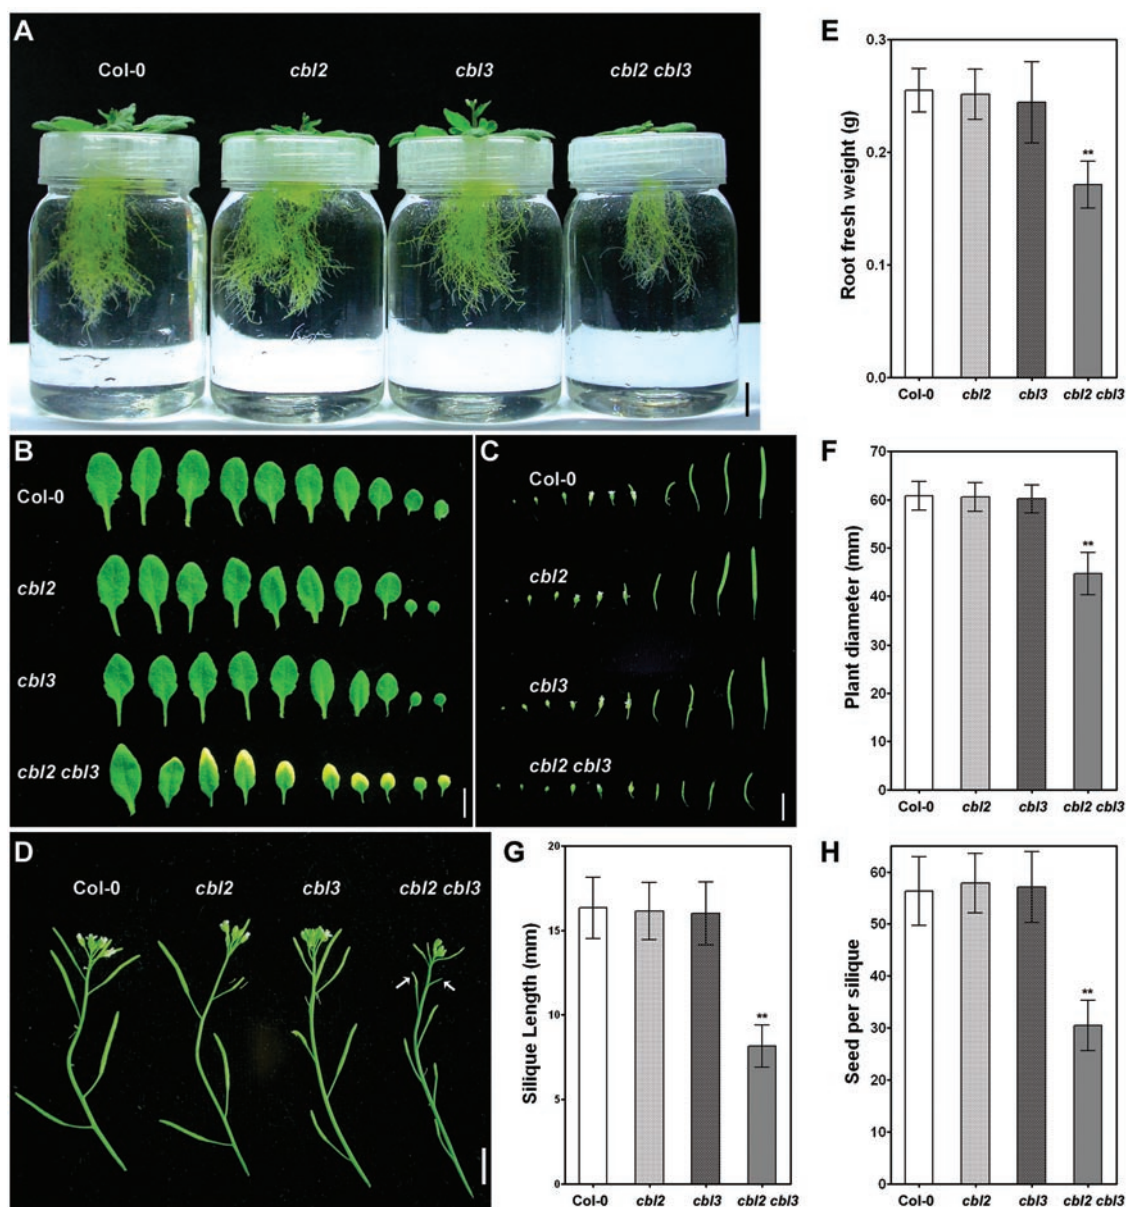 A
Col-0 cbl2 cbl3 cbl2 cbl3
B
Col-0
cbl2
cbl3
cbl2 cbl3
C
Col-0
cbl2
cbl3
cbl2 cbl3
D
Col-0 cbl2 cbl3 cbl2 cbl3
E
Root fresh weight (g)
0.3
0.2
0.1
0.0
**
Col-0 cbl2 cbl3 cbl2 cbl3
F
Plant diameter (mm)
70
60
50
40
30
20
10
0
**
Col-0 cbl2 cbl3 cbl2 cbl3
G
Silique Length (mm)
20
15
10
5
0
**
Col-0 cbl2 cbl3 cbl2 cbl3
H
Seed per silique
60
50
40
30
20
10
0
**
Col-0 cbl2 cbl3 cbl2 cbl3